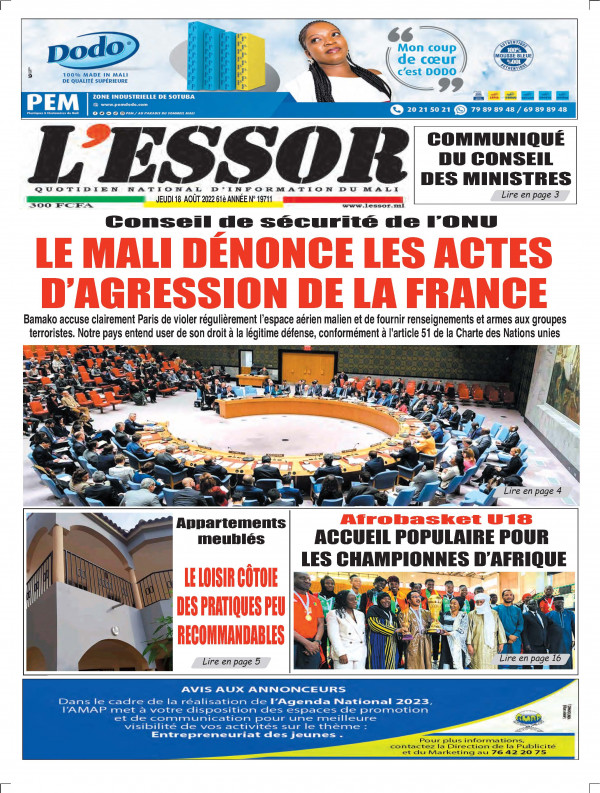 Dodo
100% MADE IN MALI
DE QUALITÉ SUPÉRIEURE
PEM
ZONE INDUSTRIELLE DE SOTUBA
www.pemdodo.com
Mon coup
de cœur
c'est DODO
100%
MOUSSE BLEUE
20 21 50 21
79 89 89 48 / 69 89 89 48
L'ESSOR
QUOTIDIEN NATIONAL D'INFORMATION DU MALI
300 FCFA
JEUDI 18 AOÛT 2022 61è ANNÉE N° 19711
www.lessor.ml
COMMUNIQUÉ
DU CONSEIL
DES MINISTRES
Lire en page 3
Conseil de sécurité de l'ONU
LE MALI DÉNONCE LES ACTES
D'AGRESSION DE LA FRANCE
Bamako accuse clairement Paris de violer régulièrement l'espace aérien malien et de fournir renseignements et armes aux groupes
terroristes. Notre pays entend user de son droit à la légitime défense, conformément à l'article 51 de la Charte des Nations unies
Lire en page 4
Appartements
meublés
LE LOISIR CÔTOIE
DES PRATIQUES PEU
RECOMMANDABLES
Lire en page 5
Afrobasket U18
ACCUEIL POPULAIRE POUR
LES CHAMPIONNES D'AFRIQUE
Lire en page 16
AVIS AUX ANNONCEURS
Dans le cadre de la réalisation de l'Agenda National 2023,
l'AMAP met à votre disposition des espaces de promotion
et de communication pour une meilleure
visibilité de vos activités sur le thème :
Entrepreneuriat des jeunes .
AMAP
Pour plus informations,
contactez la Direction de la Publicité
et du Marketing au 76 42 20 75